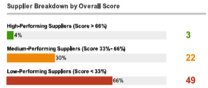 Supplier Breakdown by Overall Score
High-Performing Suppliers (Score > 66%)
4%
3
Medium-Performing Suppliers (Score 33%- 66%)
30%
22
Low-Performing Suppliers (Score < 33%)
66%
49